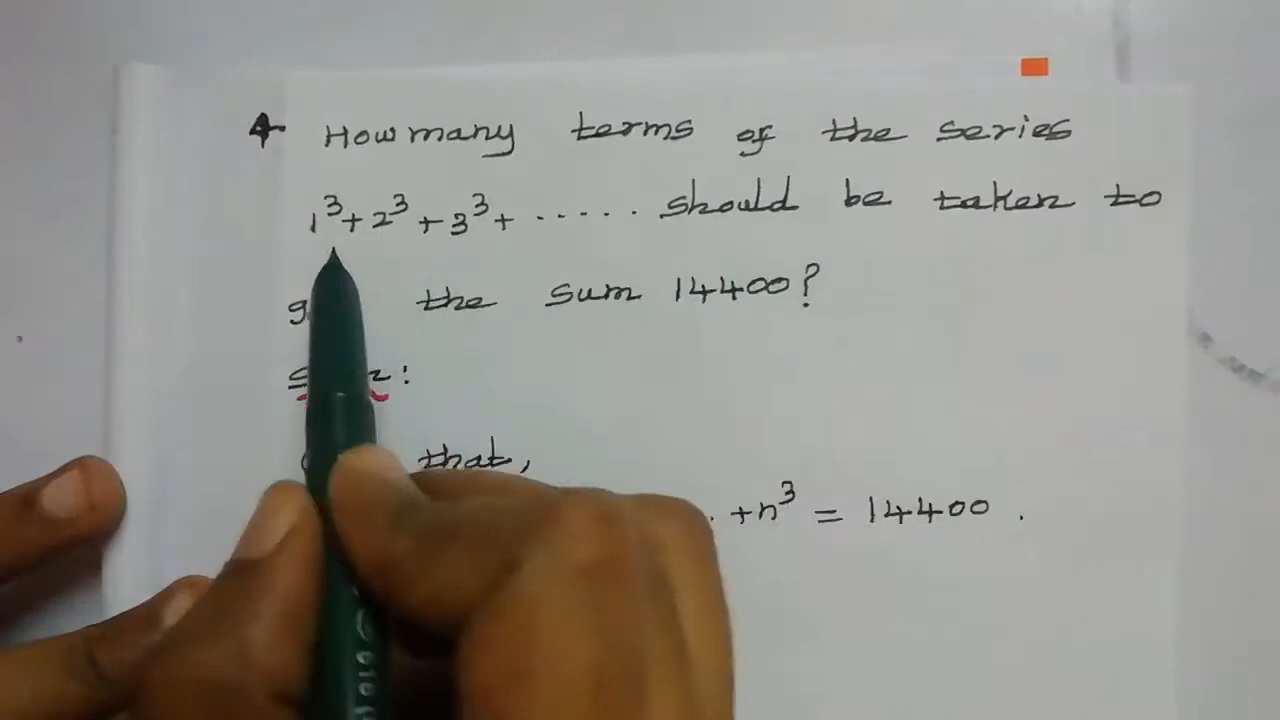 4 How many terms of the series
1³ + 2³ + 3³ + ..... should be taken to
the sum 14400?
that,
. + n³ = 14400 .